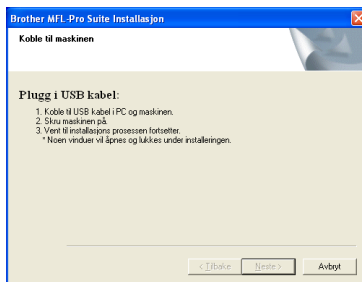 Brother MFL-Pro Suite Installasjon
Koble til maskinen
Plugg i USB kabel:
1. Koble til USB kabel i PC og maskinen.
2. Skru maskinen på.
3. Vent til installasjons prosessen fortsetter.
* Noen vinduer vil åpnes og lukkes under installeringen.
< Tilbake Neste > Avbryt